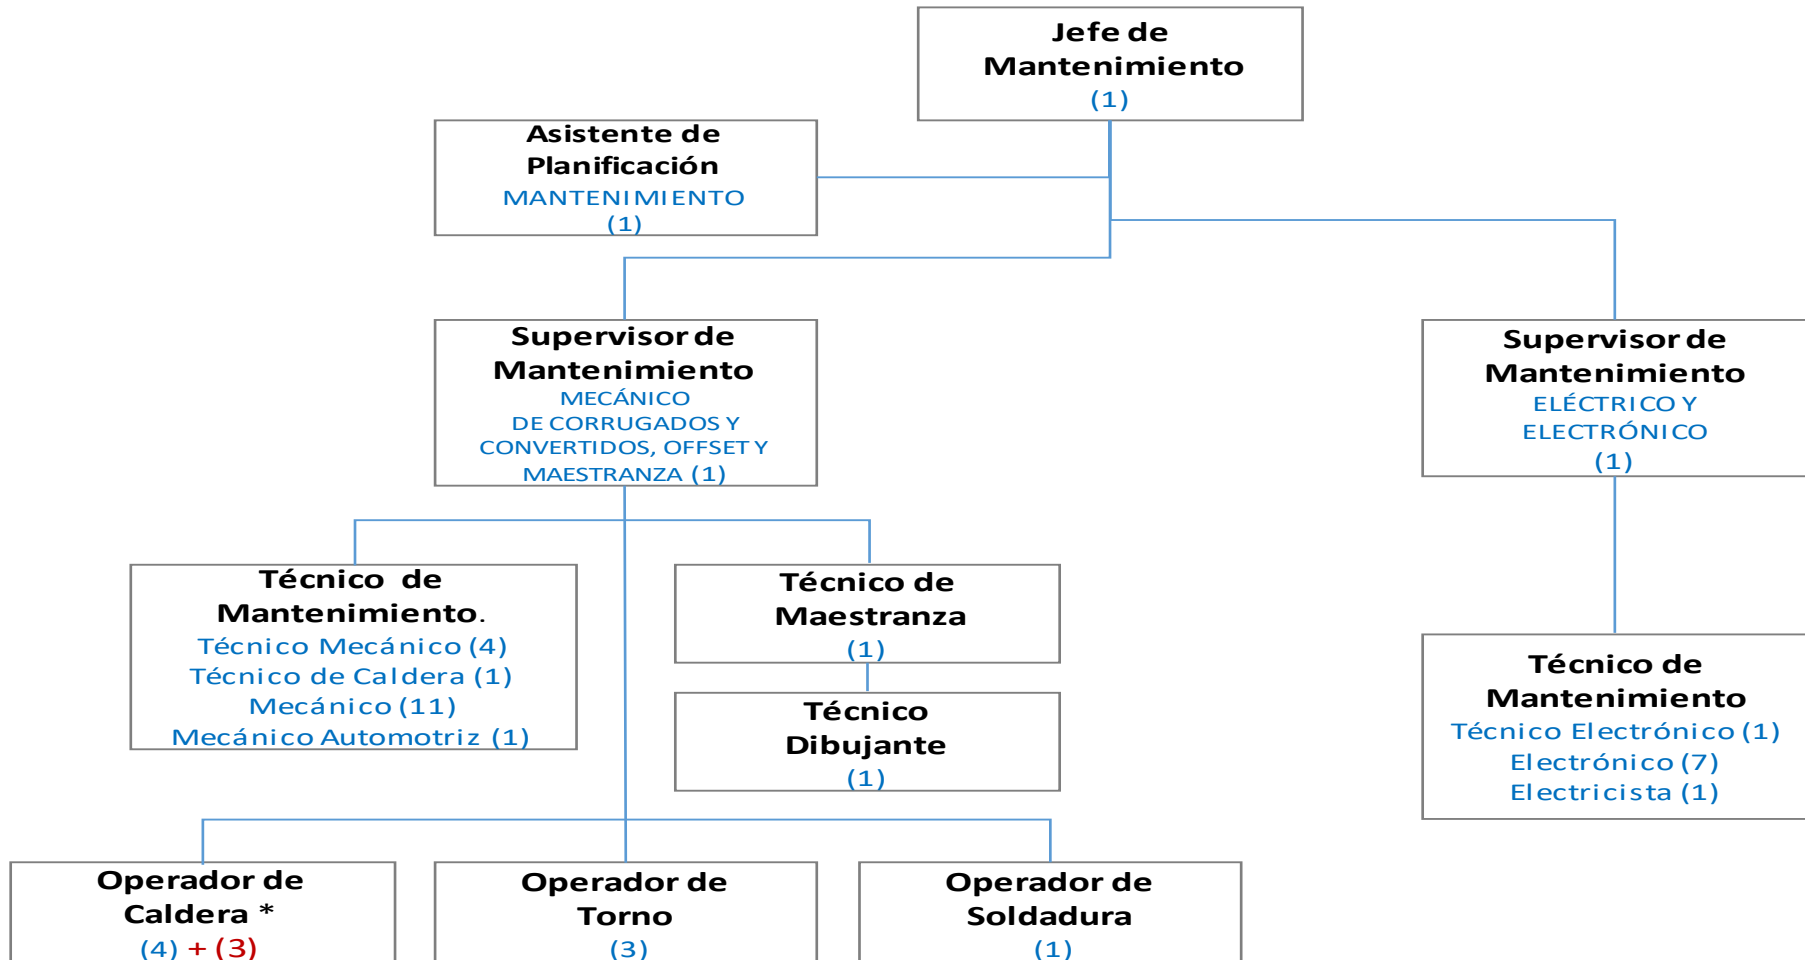 Jefe de
Mantenimiento
(1)
Asistente de
Planificación
MANTENIMIENTO
(1)
Supervisor de
Mantenimiento
MECÁNICO
DE CORRUGADOS Y
CONVERTIDOS, OFFSET Y
MAESTRANZA (1)
Supervisor de
Mantenimiento
ELÉCTRICO Y
ELECTRÓNICO
(1)
Técnico de
Mantenimiento.
Técnico Mecánico (4)
Técnico de Caldera (1)
Mecánico (11)
Mecánico Automotriz (1)
Técnico de
Maestranza
(1)
Técnico
Dibujante
(1)
Técnico de
Mantenimiento
Técnico Electrónico (1)
Electrónico (7)
Electricista (1)
Operador de
Caldera *
(4) + (3)
Operador de
Torno
(3)
Operador de
Soldadura
(1)